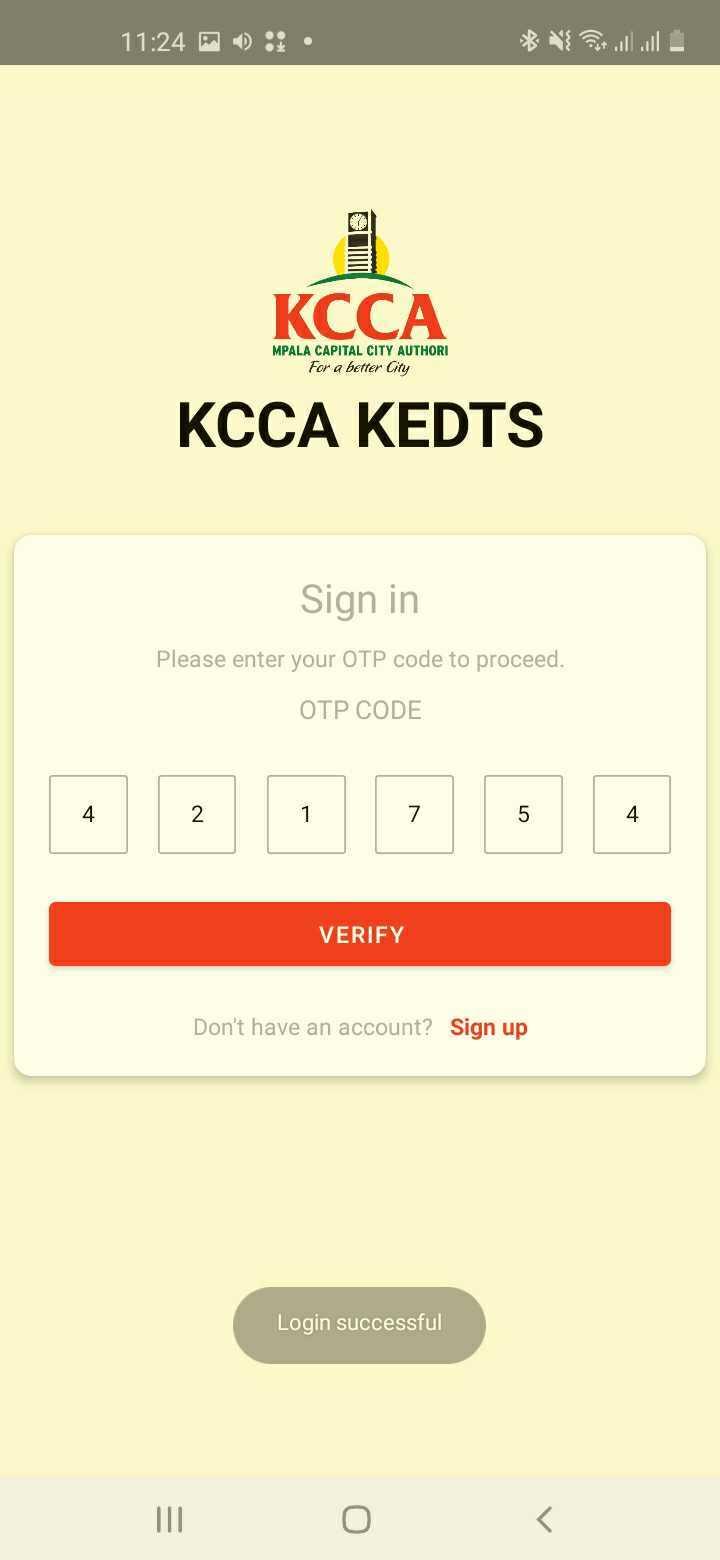 11:24
KCCA
MPALA CAPITAL CITY AUTHORI
For a better City
KCCA KEDTS
Sign in
Please enter your OTP code to proceed.
OTP CODE
4 2 1 7 5 4
VERIFY
Don't have an account? Sign up
Login successful